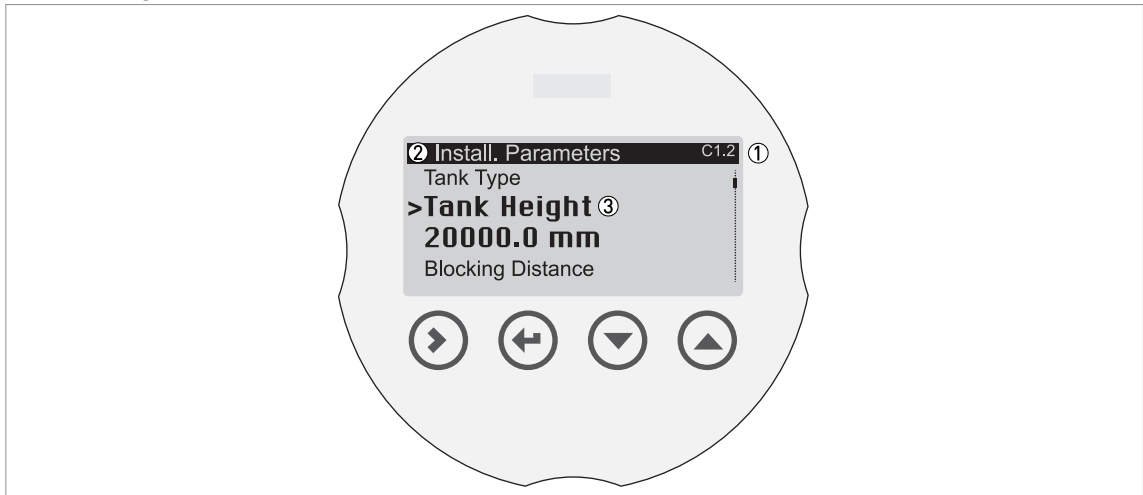 ② Install. Parameters C1.2 ①
Tank Type
>Tank Height ③
20000.0 mm
Blocking Distance